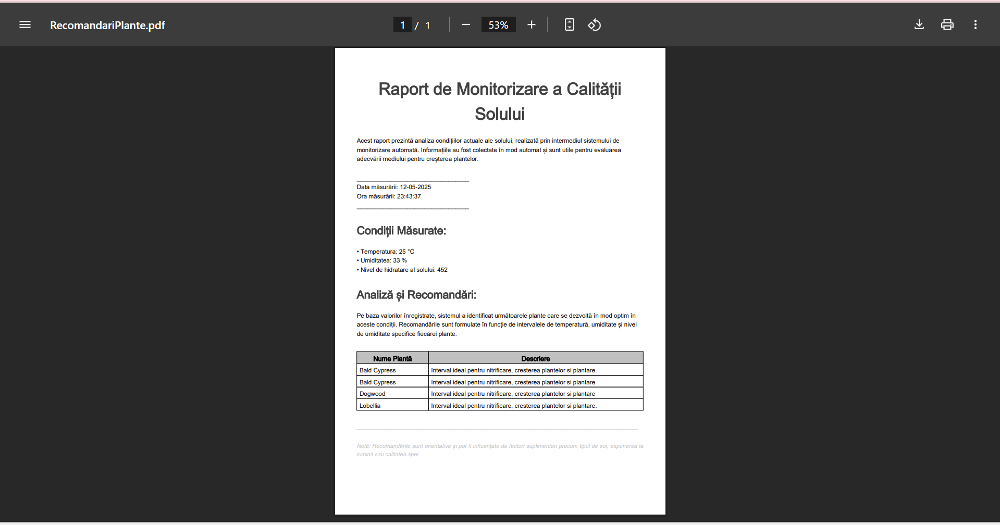 RecomandariPlante.pdf
1 / 1
53%
Raport de Monitorizare a Calității
Solului
Acest raport prezintă analiza condițiilor actuale ale solului, realizată prin intermediul sistemului de
monitorizare automată. Informațiile au fost colectate în mod automat și sunt utile pentru evaluarea
adecvării mediului pentru creșterea plantelor.
Data măsurării: 12-05-2025
Ora măsurării: 23:43:37
Condiții Măsurate:
• Temperatura: 25 °C
• Umiditatea: 33 %
• Nivel de hidratare al solului: 452
Analiză și Recomandări:
Pe baza valorilor înregistrate, sistemul a identificat următoarele plante care se dezvoltă în mod optim în
aceste condiții. Recomandările sunt formulate în funcție de intervalele de temperatură, umiditate și nivel
de umiditate specifice fiecărei plante.
Nume Plantă Descriere
Bald Cypress Interval ideal pentru nitrificare, cresterea plantelor si plantare.
Bald Cypress Interval ideal pentru nitrificare, cresterea plantelor si plantare
Dogwood Interval ideal pentru nitrificare, cresterea plantelor si plantare
Lobellia Interval ideal pentru nitrificare, cresterea plantelor si plantare.
Notă: Recomandările sunt orientative și pot fi influențate de factori suplimentari precum tipul de sol, expunerea la
lumină sau calitatea apei.